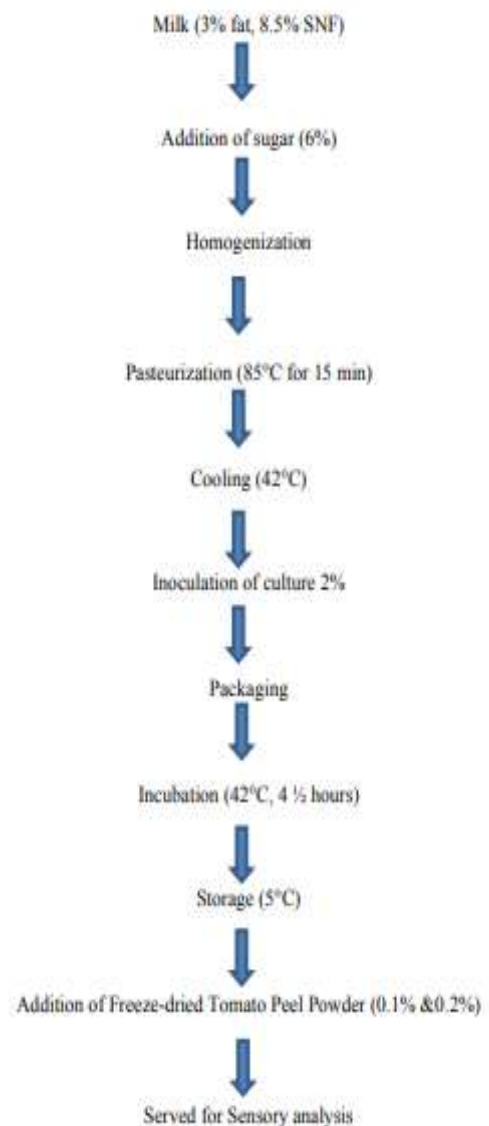 Milk (3% fat, 8.5% SNF)
Addition of sugar (6%)
Homogenization
Pasteurization (85°C for 15 min)
Cooling (42°C)
Inoculation of culture 2%
Packaging
Incubation (42°C, 4 ½ hours)
Storage (5°C)
Addition of Freeze-dried Tomato Peel Powder (0.1% &0.2%)
Served for Sensory analysis